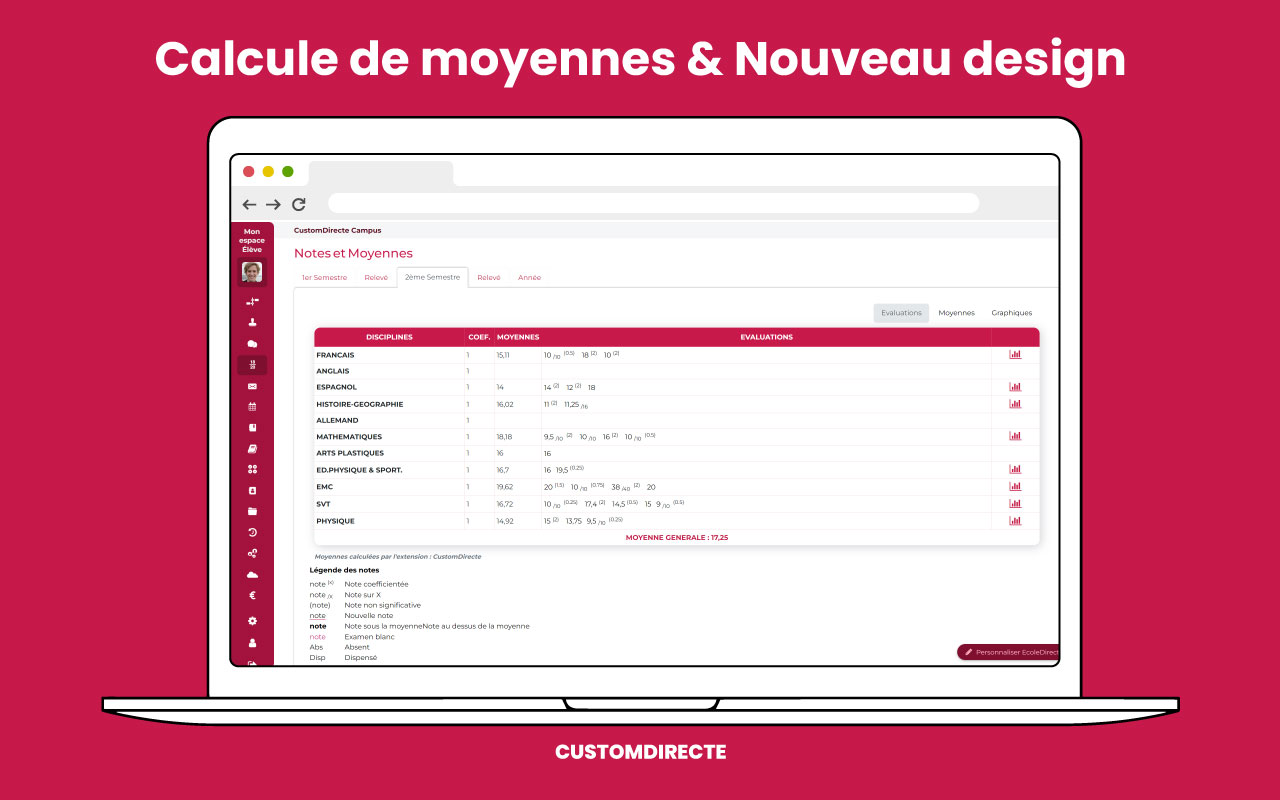 Calcule de moyennes & Nouveau design
Mon
espace
Élève
CustomDirecte Campus
Notes et Moyennes
1er Semestre Relevé 2ème Semestre Relevé Année
Evaluations Moyennes Graphiques
DISCIPLINES COEF. MOYENNES EVALUATIONS
FRANCAIS 1 15,11 10 /10 (0.5) 18 (2) 10 (2)
ANGLAIS 1
ESPAGNOL 1 14 14 (2) 12 (2) 18
HISTOIRE-GEOGRAPHIE 1 16,02 11 (2) 11,25 /16
ALLEMAND 1
MATHEMATIQUES 1 18,18 9,5 /10 (2) 10 /10 16 (2) 10 /10 (0.5)
ARTS PLASTIQUES 1 16 16
ED.PHYSIQUE & SPORT. 1 16,7 16 19,5 (0.25)
EMC 1 19,62 20 (1.5) 10 /10 (0.75) 38 /40 (2) 20
SVT 1 16,72 10 /10 (0.25) 17,4 (2) 14,5 (0.5) 15 9 /10 (0.5)
PHYSIQUE 1 14,92 15 (2) 13,75 9,5 /10 (0.25)
MOYENNE GENERALE : 17,25
Moyennes calculées par l'extension : CustomDirecte
Légende des notes
note (x) Note coefficientée
note /X Note sur X
(note) Note non significative
note Nouvelle note
note Note sous la moyenneNote au dessus de la moyenne
note Examen blanc
Abs Absent
Disp Dispensé
Personnaliser EcoleDirect
CUSTOMDIRECTE